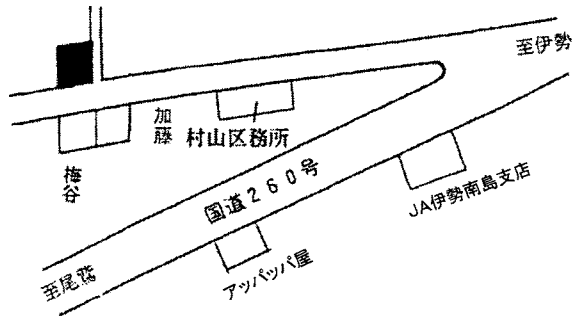 至伊勢
加藤
村山区務所
梅谷
国道260号
JA伊勢南島支店
アッパッパ屋
至尾鷲